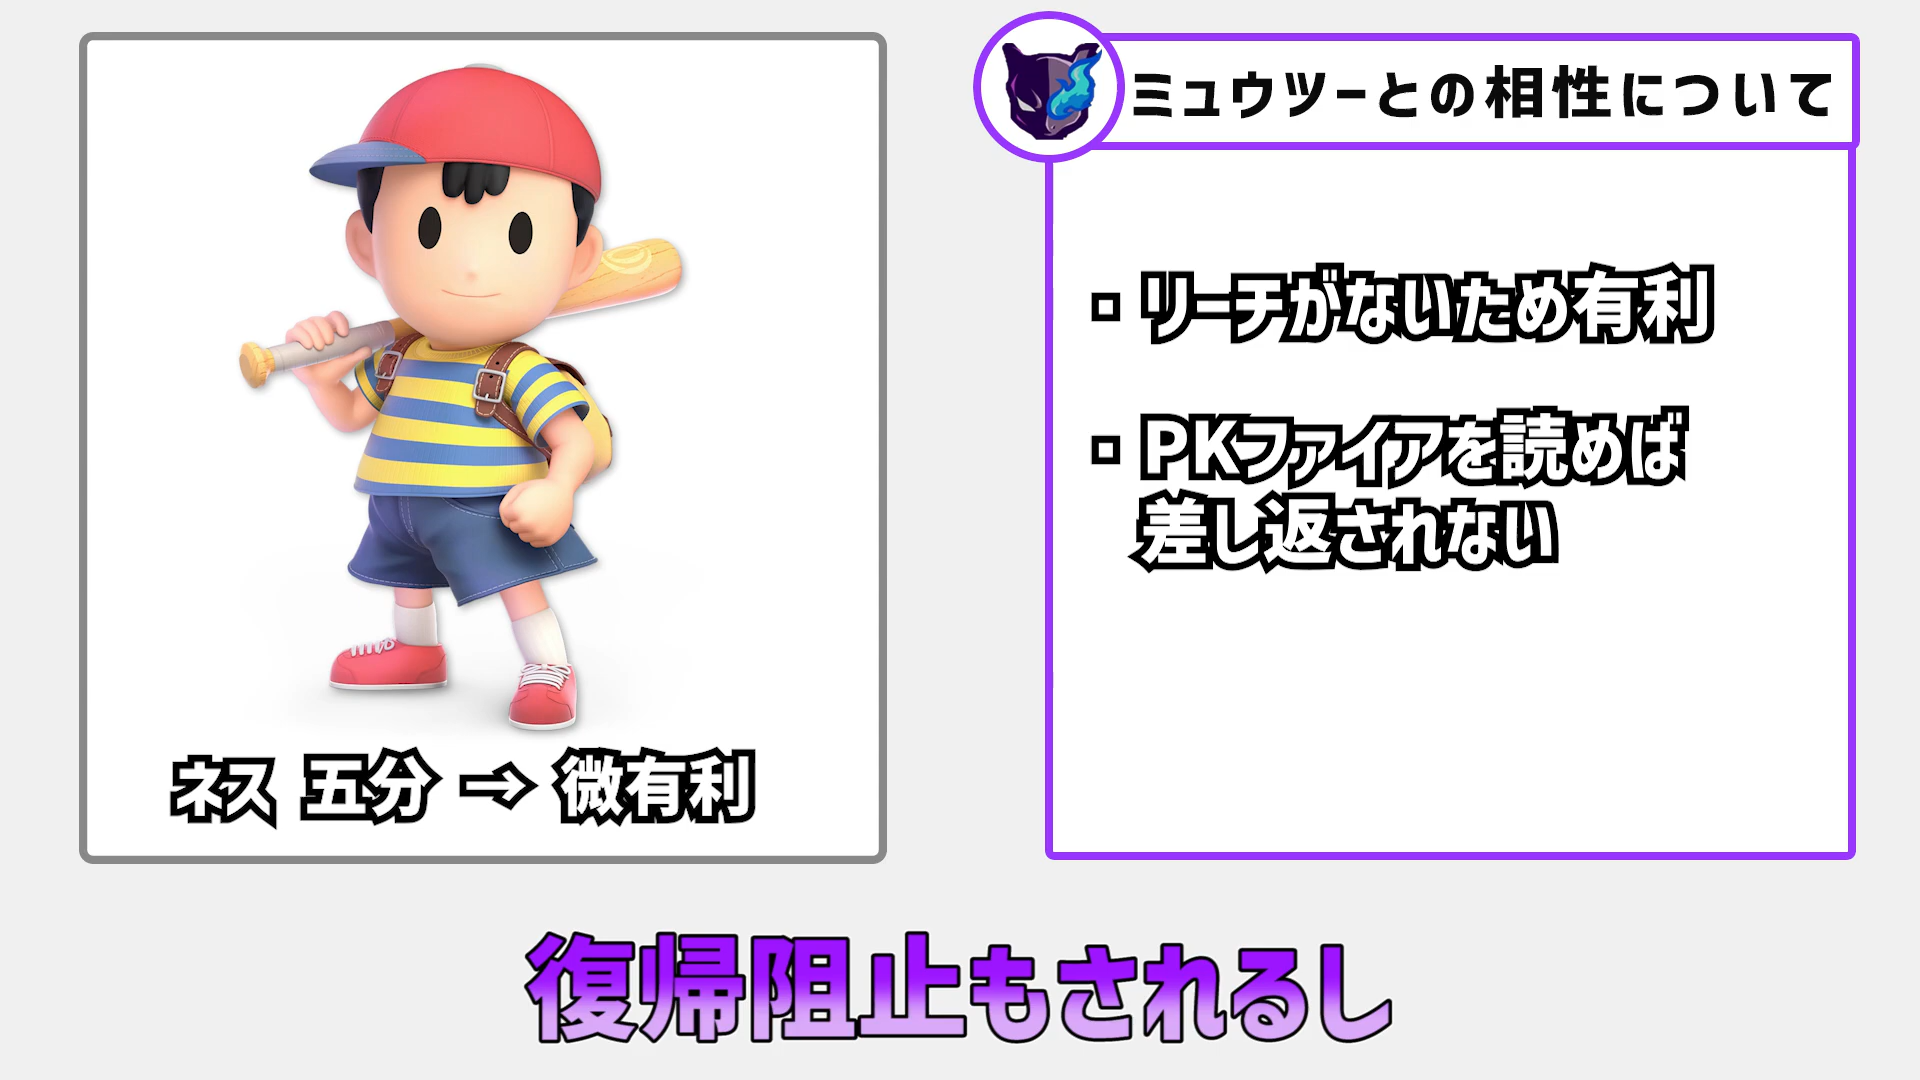 ミュウツーとの相性について
▫ リーチがないため有利
▫ PKファイアを読めば
差し返されない
ネス 五分 → 微有利
復帰阻止もされるし